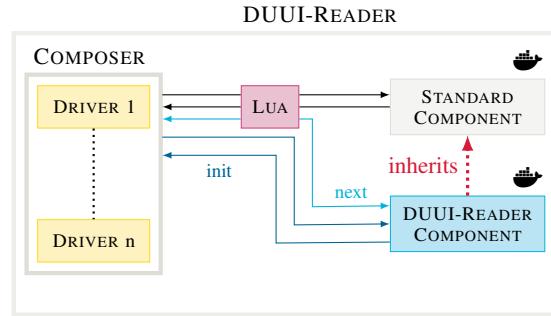 DUUI-READER
COMPOSER
DRIVER 1
LUA
STANDARD
COMPONENT
init
inherits
next
DRIVER n
DUUI-READER
COMPONENT